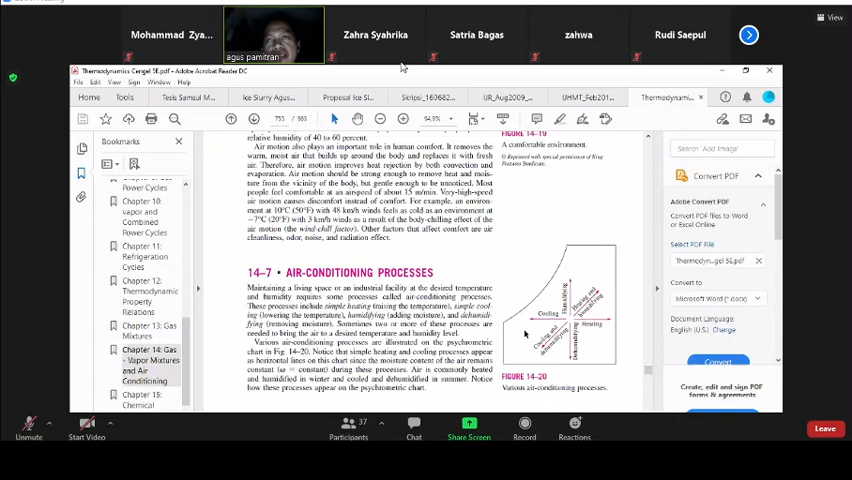 View
Mohammad Zya...
agus pamitran
Zahra Syahrika
Satria Bagas
zahwa
Rudi Saepul
Thermodynamics Cengel 5E.pdf - Adobe Acrobat Reader DC
File Edit View Sign Window Help
Home Tools Tesis Samsul M... Ice Slurry Agus... Proposal Ice Sl... Skripsi_160682... UR_Aug2009_... UHMT_Feb201... Thermodynami...
755 / 963 94,9%
Bookmarks
Power Cycles
Chapter 10:
vapor and
Combined
Power Cycles
Chapter 11:
Refrigeration
Cycles
Chapter 12:
Thermodynamic
Property
Relations
Chapter 13: Gas
Mixtures
Chapter 14: Gas
- Vapor Mixtures
and Air
Conditioning
Chapter 15:
Chemical
relative humidity of 40 to 60 percent.
Air motion also plays an important role in human comfort. It removes the
warm, moist air that builds up around the body and replaces it with fresh
air. Therefore, air motion improves heat rejection by both convection and
evaporation. Air motion should be strong enough to remove heat and mois-
ture from the vicinity of the body, but gentle enough to be unnoticed. Most
people feel comfortable at an airspeed of about 15 m/min. Very-high-speed
air motion causes discomfort instead of comfort. For example, an environ-
ment at 10°C (50°F) with 48 km/h winds feels as cold as an environment at
−7°C (20°F) with 3 km/h winds as a result of the body-chilling effect of the
air motion (the wind-chill factor). Other factors that affect comfort are air
cleanliness, odor, noise, and radiation effect.
14–7 • AIR-CONDITIONING PROCESSES
Maintaining a living space or an industrial facility at the desired temperature
and humidity requires some processes called air-conditioning processes.
These processes include simple heating (raising the temperature), simple cool-
ing (lowering the temperature), humidifying (adding moisture), and dehumidi-
fying (removing moisture). Sometimes two or more of these processes are
needed to bring the air to a desired temperature and humidity level.
Various air-conditioning processes are illustrated on the psychrometric
chart in Fig. 14–20. Notice that simple heating and cooling processes appear
as horizontal lines on this chart since the moisture content of the air remains
constant (ω = constant) during these processes. Air is commonly heated
and humidified in winter and cooled and dehumidified in summer. Notice
how these processes appear on the psychrometric chart.
FIGURE 14–19
A comfortable environment.
© Reprinted with special permission of King
Features Syndicate.
Humidifying
Heating and
humidifying
Cooling
Heating
Cooling and
dehumidifying
Dehumidifying
FIGURE 14–20
Various air-conditioning processes.
Search 'Add Image'
Convert PDF
Adobe Convert PDF
Convert PDF Files to Word
or Excel Online
Select PDF File
Thermodyn...gel 5E.pdf
Convert to
Microsoft Word (*.docx)
Document Language:
English (U.S.) Change
Convert
Create, edit and sign PDF
forms & agreements
Unmute
Start Video
37
Participants
Chat
Share Screen
Record
Reactions
Leave